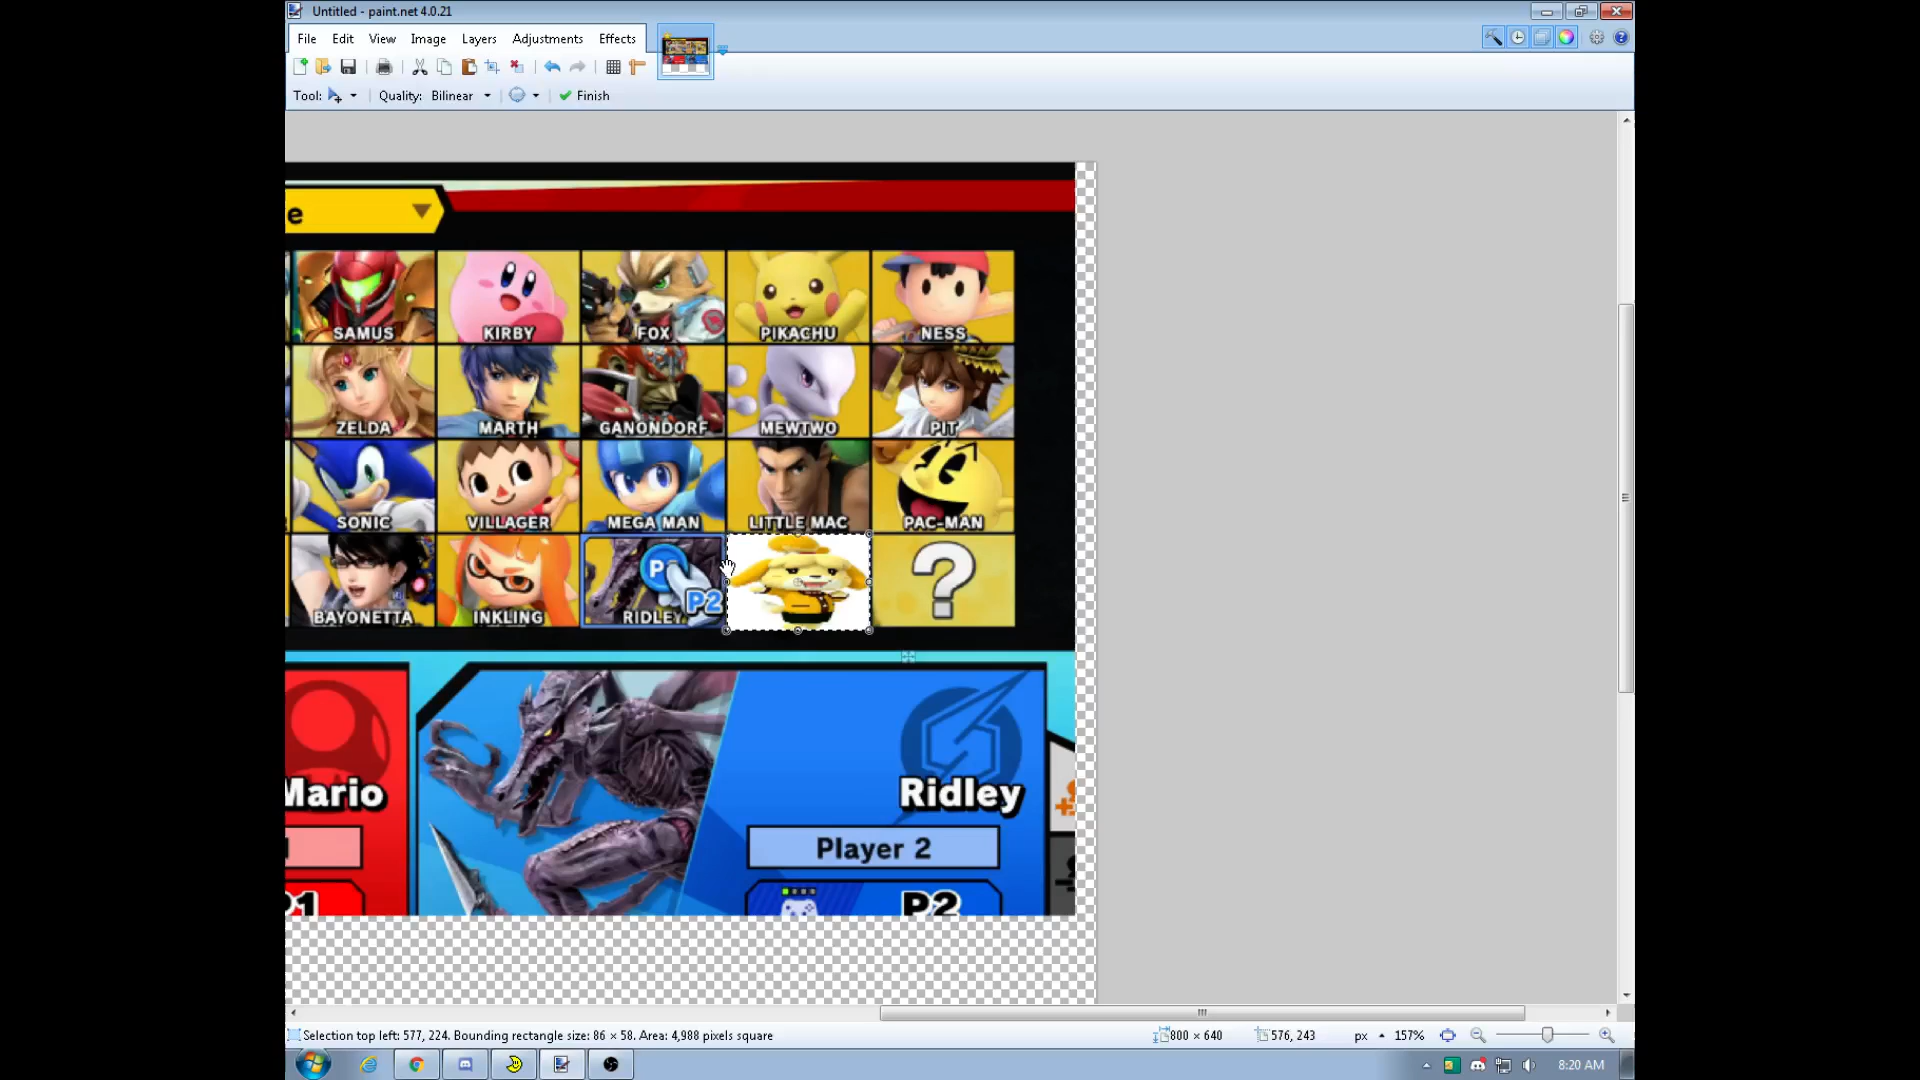 Untitled - paint.net 4.0.21
File Edit View Image Layers Adjustments Effects
Tool: Quality: Bilinear Finish
e
SAMUS KIRBY FOX PIKACHU NESS
ZELDA MARTH GANONDORF MEWTWO PIT
SONIC VILLAGER MEGA MAN LITTLE MAC PAC-MAN
P2
?
BAYONETTA INKLING RIDLEY
Mario Ridley
Player 2
P1 P2
Selection top left: 577, 224. Bounding rectangle size: 86 × 58. Area: 4,988 pixels square 800 × 640 576, 243 px 157%
8:20 AM